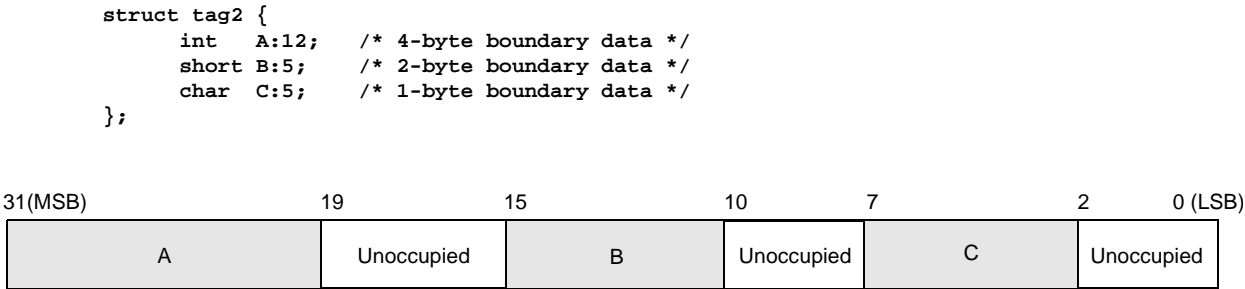 struct tag2 {
int A:12; /* 4-byte boundary data */
short B:5; /* 2-byte boundary data */
char C:5; /* 1-byte boundary data */
};
31(MSB) 19 15 10 7 2 0 (LSB)
A Unoccupied B Unoccupied C Unoccupied